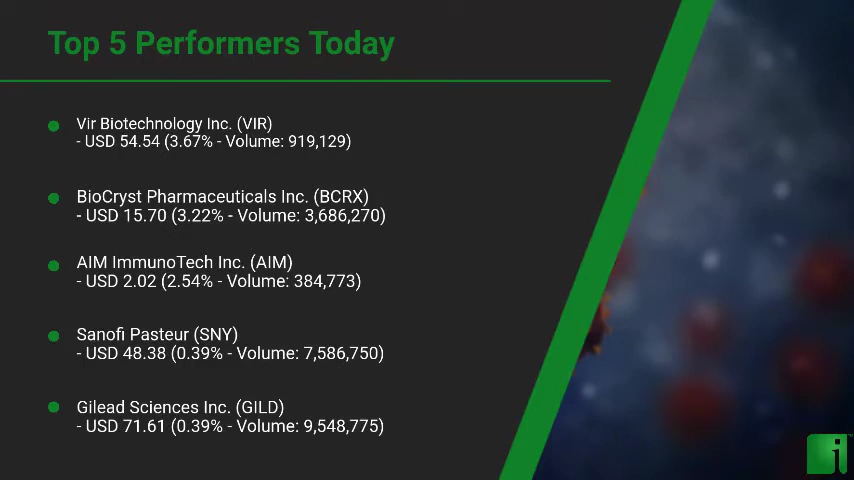 Top 5 Performers Today
Vir Biotechnology Inc. (VIR)
- USD 54.54 (3.67% - Volume: 919,129)
BioCryst Pharmaceuticals Inc. (BCRX)
- USD 15.70 (3.22% - Volume: 3,686,270)
AIM ImmunoTech Inc. (AIM)
- USD 2.02 (2.54% - Volume: 384,773)
Sanofi Pasteur (SNY)
- USD 48.38 (0.39% - Volume: 7,586,750)
Gilead Sciences Inc. (GILD)
- USD 71.61 (0.39% - Volume: 9,548,775)
i